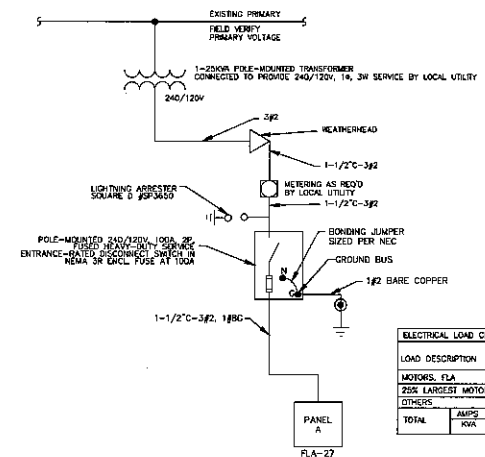 EXISTING PRIMARY
FIELD VERIFY
PRIMARY VOLTAGE
1-25KVA POLE-MOUNTED TRANSFORMER
CONNECTED TO PROVIDE 240/120V, 1ø, 3W SERVICE BY LOCAL UTILITY
240/120V
3#2
WEATHERHEAD
1-1/2"C-3#2
METERING AS REQ'D
BY LOCAL UTILITY
1-1/2"C-3#2
LIGHTNING ARRESTER
SQUARE D #SP3650
POLE-MOUNTED 240/120V, 100A, 2P,
FUSED HEAVY-DUTY SERVICE
ENTRANCE-RATED DISCONNECT SWITCH IN
NEMA 3R ENCL. FUSE AT 100A
BONDING JUMPER
SIZED PER NEC
GROUND BUS
N
G
1#2 BARE COPPER
1-1/2"C-3#2, 1#8G
PANEL
A
FLA-27
ELECTRICAL LOAD C
LOAD DESCRIPTION
MOTORS, FLA
25% LARGEST MOTO
OTHERS
TOTAL
AMPS
KVA